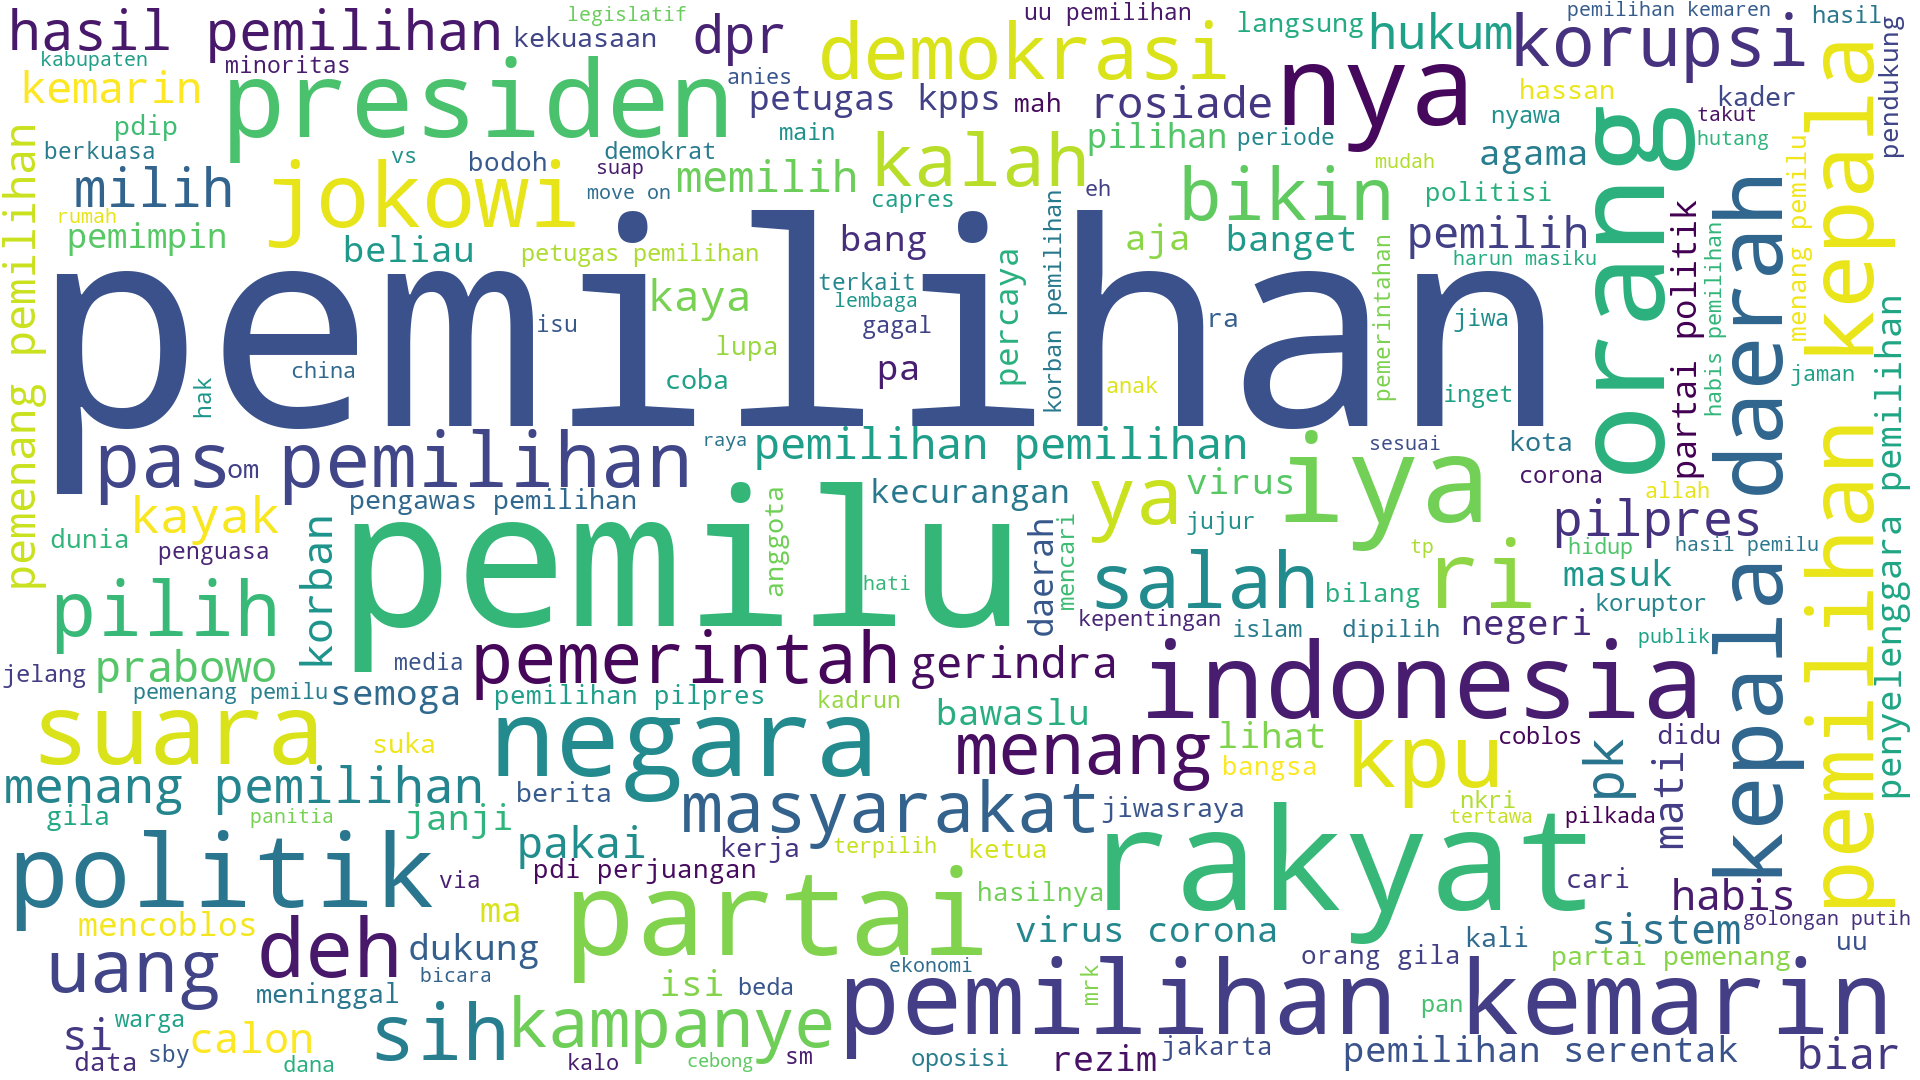 hasil pemilihan
legislatif
kekuasaan
dpr
uu pemilihan
demokrasi
langsung
hukum
pemilihan kemaren
hasil
korupsi
kabupaten
minoritas
kemarin
presiden
anies
petugas kpps
mah
rosiade
nya
hassan
kader
pendukung
pdip
main
pilihan
periode
nyawa
takut
hutang
berkuasa
vs
bodoh
demokrat
suap
move on
memilih
kalah
mudah
agama
milih
jokowi
capres
eh
bikin
politisi
rumah
pemimpin
beliau
petugas pemilihan
bang
aja
banget
pemilih
harun masiku
pemenang pemilihan
pemilihan
kaya
terkait
lembaga
gagal
isu
lupa
pa
percaya
korban pemilihan
ra
pemerintahan
jiwa
orang
partai politik
habis pemilihan
kepala daerah
menang pemilu
pemilihan kepala
china
hak
coba
anak
inget
jaman
penyelenggara pemilihan
pas pemilihan
om
raya
pemilihan pemilihan
sesuai
kota
iya
corona
pengawas pemilihan
kecurangan
ya
virus
allah
kayak
pemilu
jujur
pilpres
dunia
penguasa
korban
anggota
daerah
mencari
tp
hidup
hasil pemilu
hati
salah
ri
masuk
pilih
bilang
koruptor
kepentingan
islam
dipilih
negeri
publik
jelang
prabowo
media
pemerintah
gerindra
indonesia
pemenang pemilu
semoga
pemilihan pilpres
kadrun
bawaslu
suara
suka
negara
menang
lihat
bangsa
kpu
coblos
pk
didu
mati
menang pemilihan
berita
masyarakat
jiwasraya
nkri
tertawa
pilkada
gila
panitia
janji
pakai
kerja
terpilih
ketua
rakyat
politik
via
pdi perjuangan
partai
hasilnya
cari
habis
mencoblos
ma
virus corona
sistem
golongan putih
kali
uu
uang
deh
dukung
bicara
ekonomi
orang gila
partai pemenang
meninggal
isi
beda
mrk
pemilihan kemarin
pan
si
warga
calon
sih
kampanye
data
sby
dana
kalo
cebong
sm
oposisi
rezim
jakarta
pemilihan serentak
biar